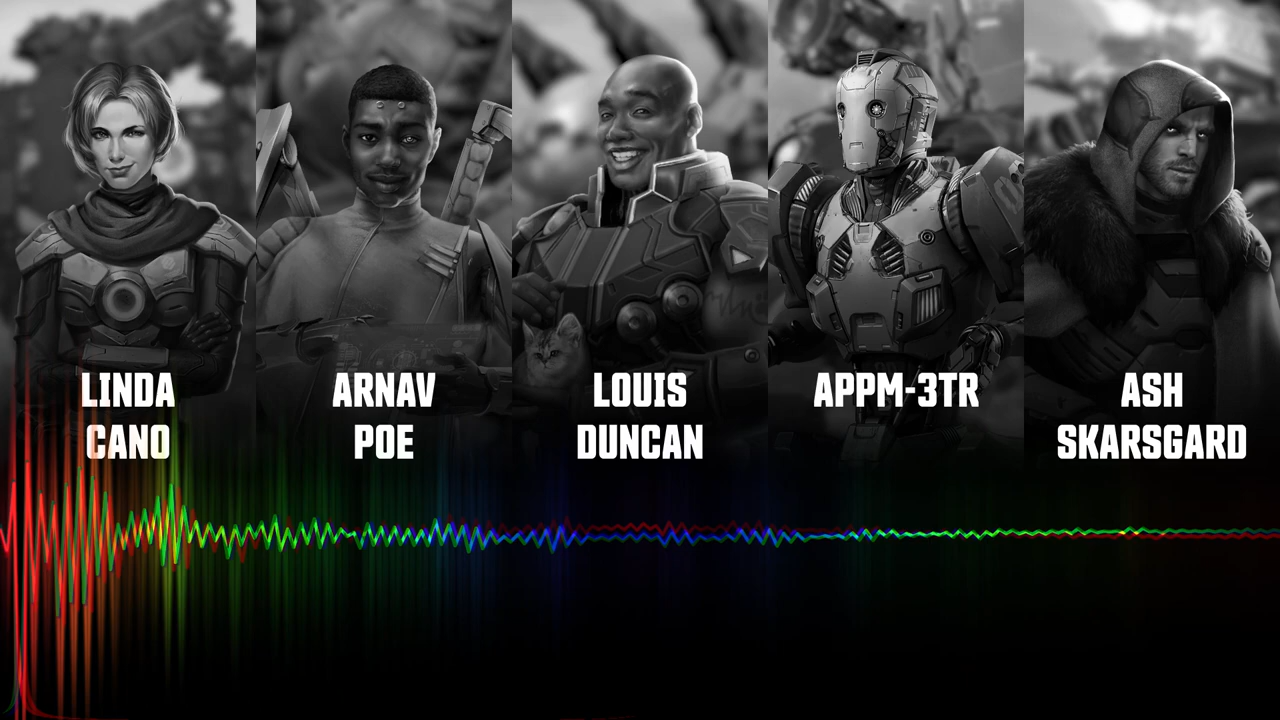 LINDA
CANO
ARNAV
POE
LOUIS
DUNCAN
APPM-3TR
ASH
SKARSGARD